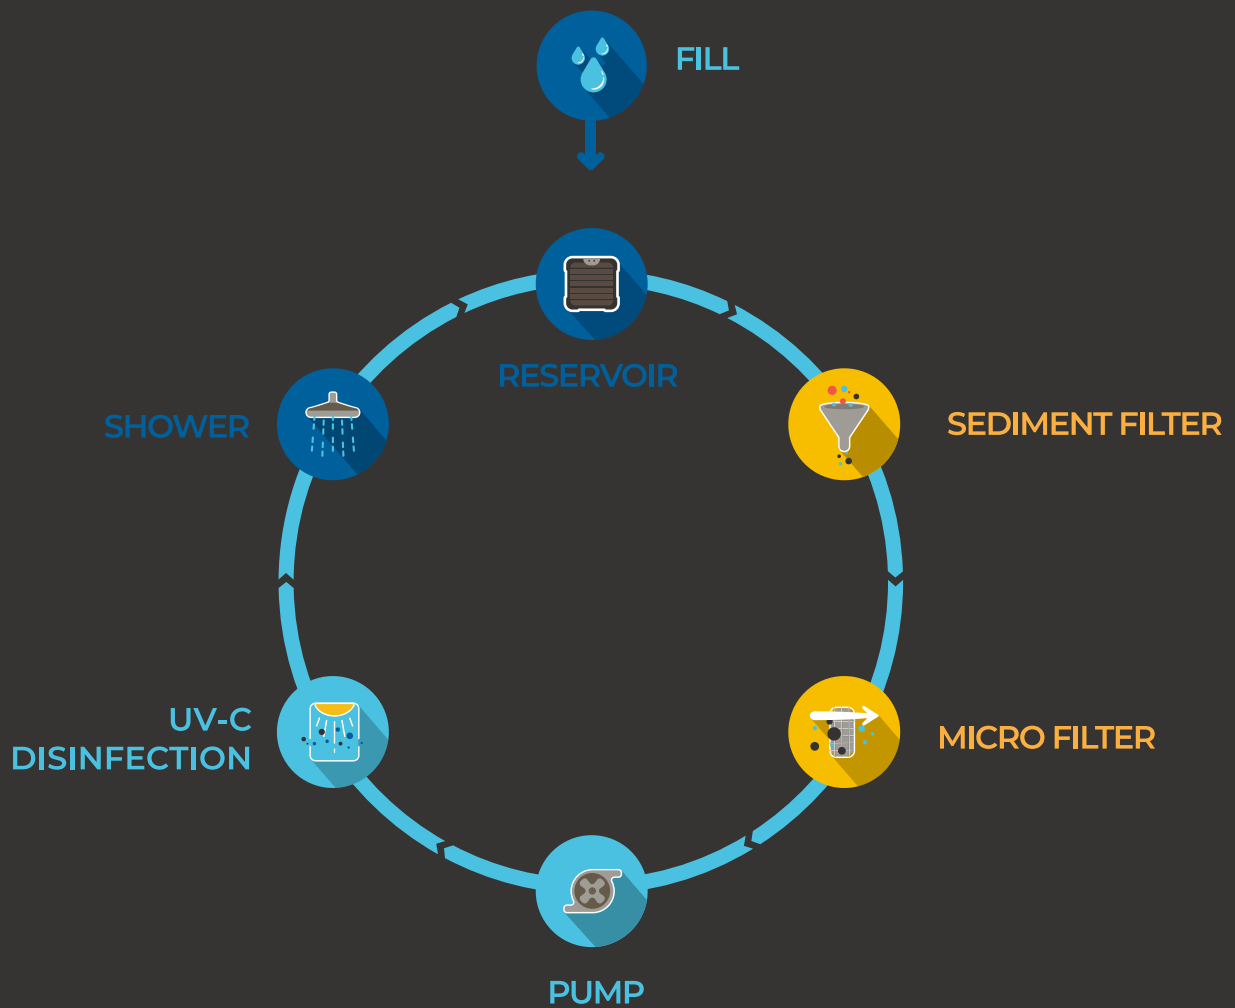 FILL
RESERVOIR
SHOWER
SEDIMENT FILTER
UV-C
DISINFECTION
MICRO FILTER
PUMP